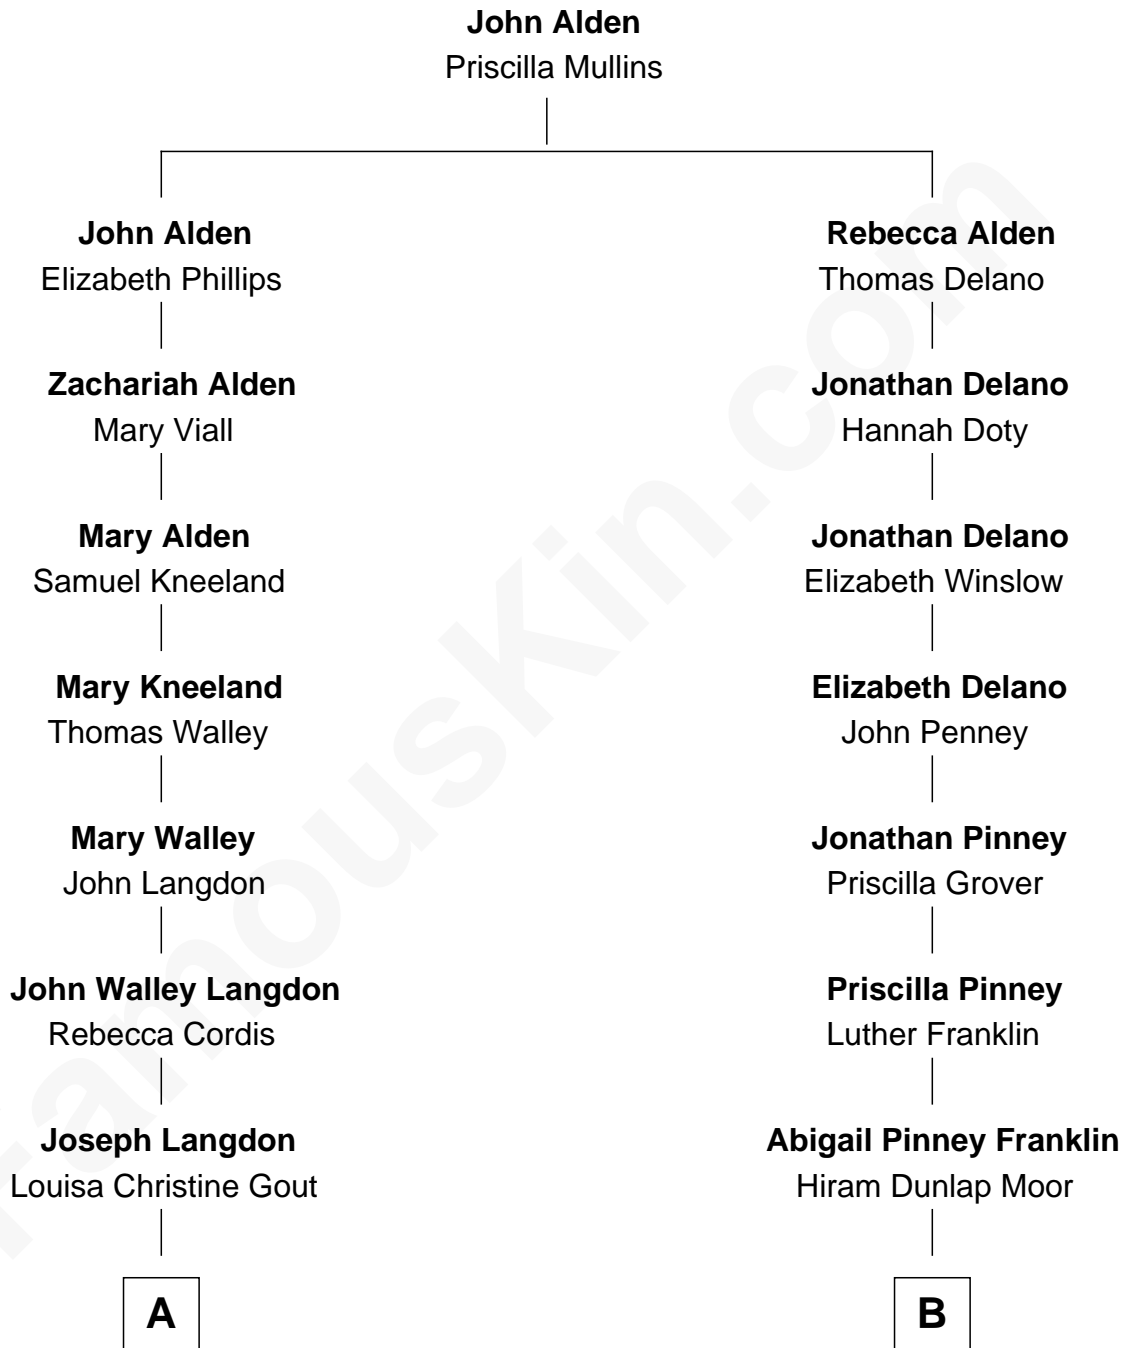 John Alden
Priscilla Mullins
John Alden
Elizabeth Phillips
Zachariah Alden
Mary Viall
Mary Alden
Samuel Kneeland
Mary Kneeland
Thomas Walley
Mary Walley
John Langdon
John Walley Langdon
Rebecca Cordis
Joseph Langdon
Louisa Christine Gout
A
Rebecca Alden
Thomas Delano
Jonathan Delano
Hannah Doty
Jonathan Delano
Elizabeth Winslow
Elizabeth Delano
John Penney
Jonathan Pinney
Priscilla Grover
Priscilla Pinney
Luther Franklin
Abigail Pinney Franklin
Hiram Dunlap Moor
B
FamousKin.com